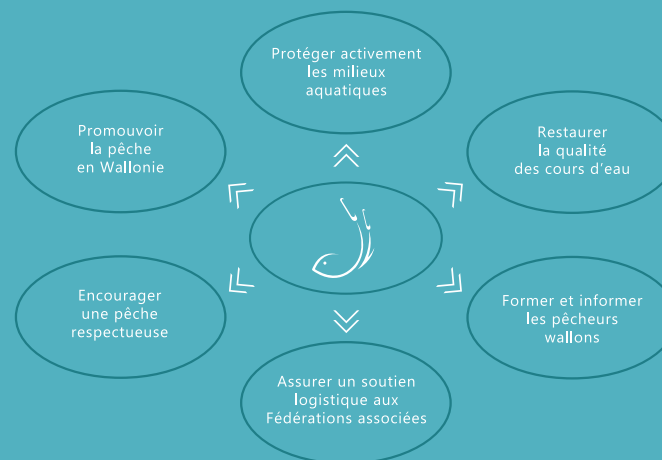 Protéger activement
les milieux
aquatiques
Promouvoir
la pêche
en Wallonie
Restaurer
la qualité
des cours d'eau
Encourager
une pêche
respectueuse
Former et informer
les pêcheurs
wallons
Assurer un soutien
logistique aux
Fédérations associées